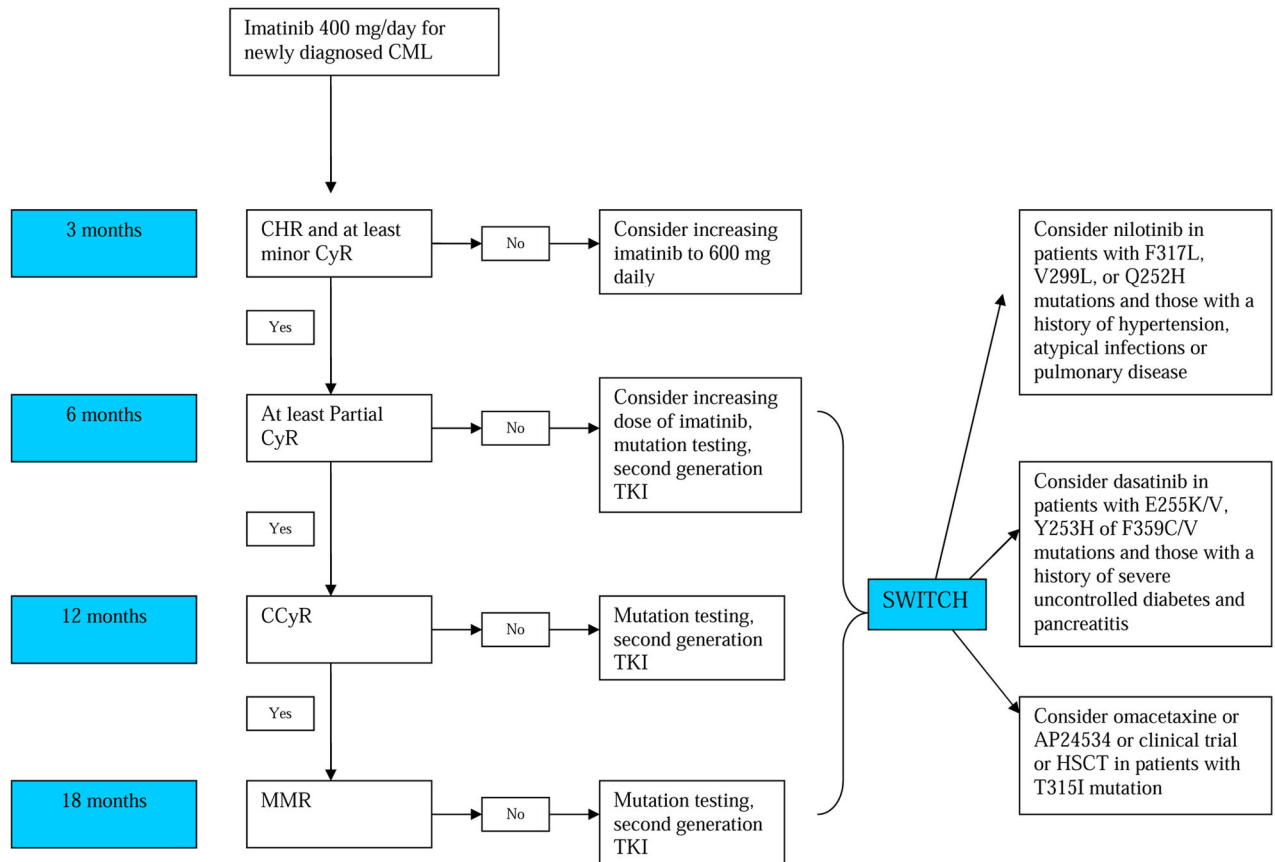 Imatinib 400 mg/day for
newly diagnosed CML
3 months
CHR and at least
minor CyR
No
Consider increasing
imatinib to 600 mg
daily
Yes
6 months
At least Partial
CyR
No
Consider increasing
dose of imatinib,
mutation testing,
second generation
TKI
Yes
12 months
CCyR
No
Mutation testing,
second generation
TKI
Yes
18 months
MMR
No
Mutation testing,
second generation
TKI
SWITCH
Consider nilotinib in
patients with F317L,
V299L, or Q252H
mutations and those with a
history of hypertension,
atypical infections or
pulmonary disease
Consider dasatinib in
patients with E255K/V,
Y253H of F359C/V
mutations and those with a
history of severe
uncontrolled diabetes and
pancreatitis
Consider omacetaxine or
AP24534 or clinical trial
or HSCT in patients with
T315I mutation